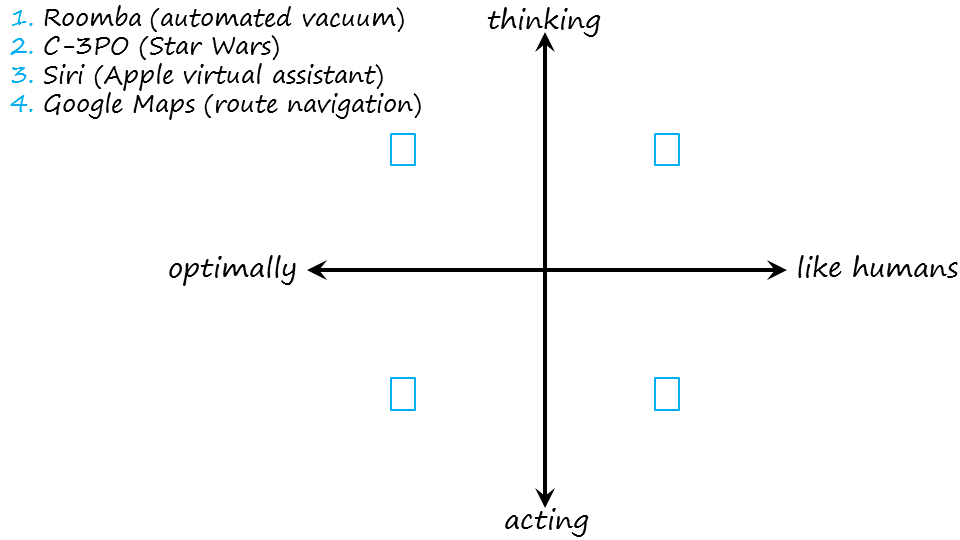 1. Roomba (automated vacuum)
2. C-3PO (Star Wars)
3. Siri (Apple virtual assistant)
4. Google Maps (route navigation)
thinking
optimally
like humans
acting